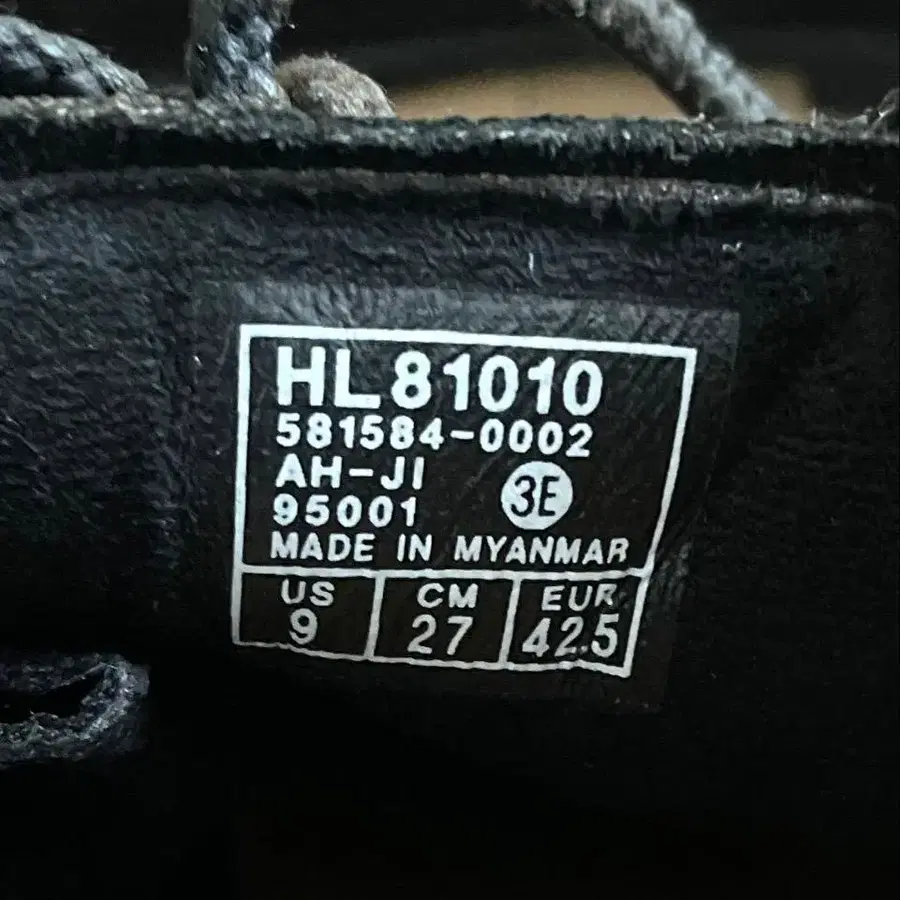 HL81010
581584-0002
AH-JI
95001 3E
MADE IN MYANMAR
US CM EUR
9 27 42.5